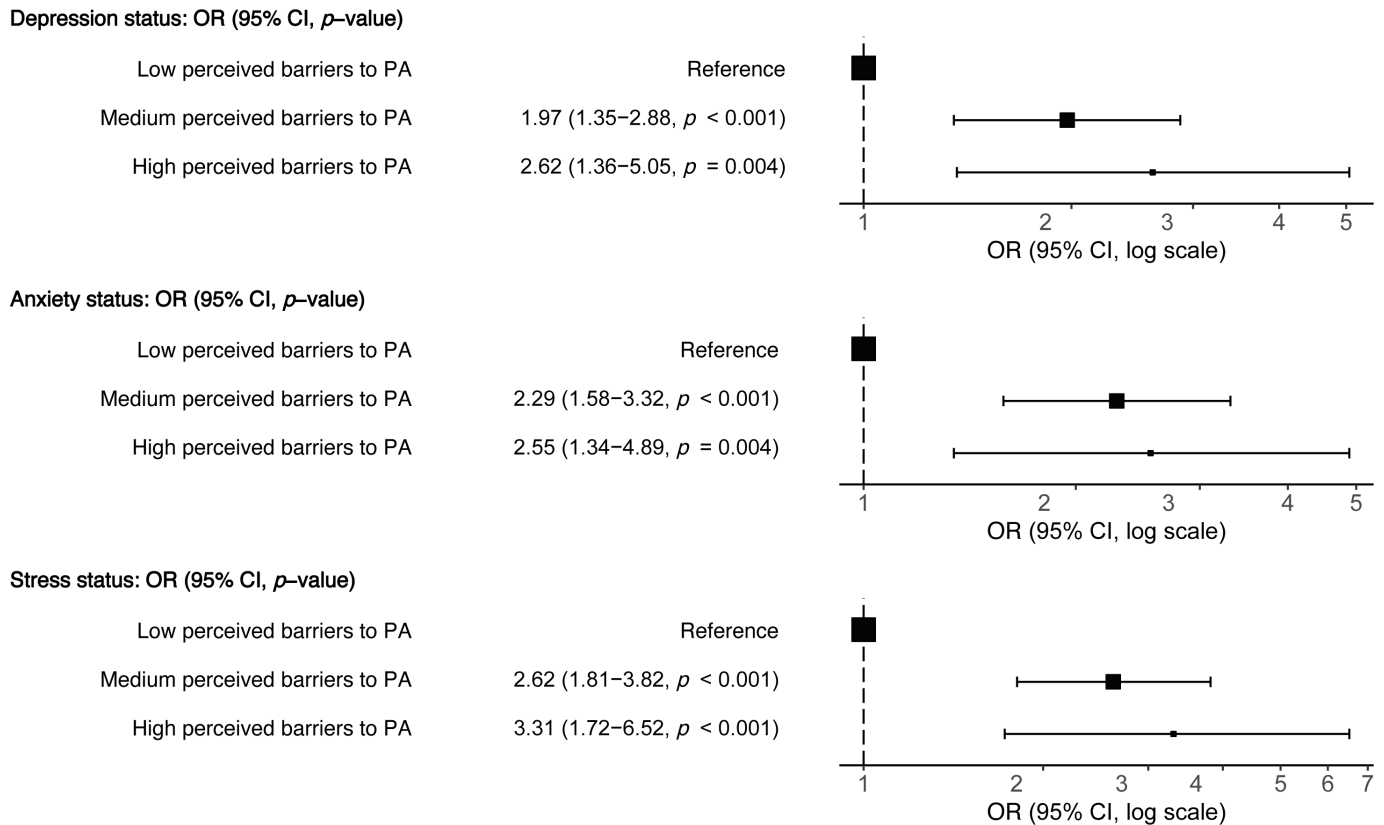 Depression status: OR (95% CI, p–value)
Low perceived barriers to PA Reference
Medium perceived barriers to PA 1.97 (1.35−2.88, p < 0.001)
High perceived barriers to PA 2.62 (1.36−5.05, p = 0.004)
1 2 3 4 5
OR (95% CI, log scale)
Anxiety status: OR (95% CI, p–value)
Low perceived barriers to PA Reference
Medium perceived barriers to PA 2.29 (1.58−3.32, p < 0.001)
High perceived barriers to PA 2.55 (1.34−4.89, p = 0.004)
1 2 3 4 5
OR (95% CI, log scale)
Stress status: OR (95% CI, p–value)
Low perceived barriers to PA Reference
Medium perceived barriers to PA 2.62 (1.81−3.82, p < 0.001)
High perceived barriers to PA 3.31 (1.72−6.52, p < 0.001)
1 2 3 4 5 6 7
OR (95% CI, log scale)